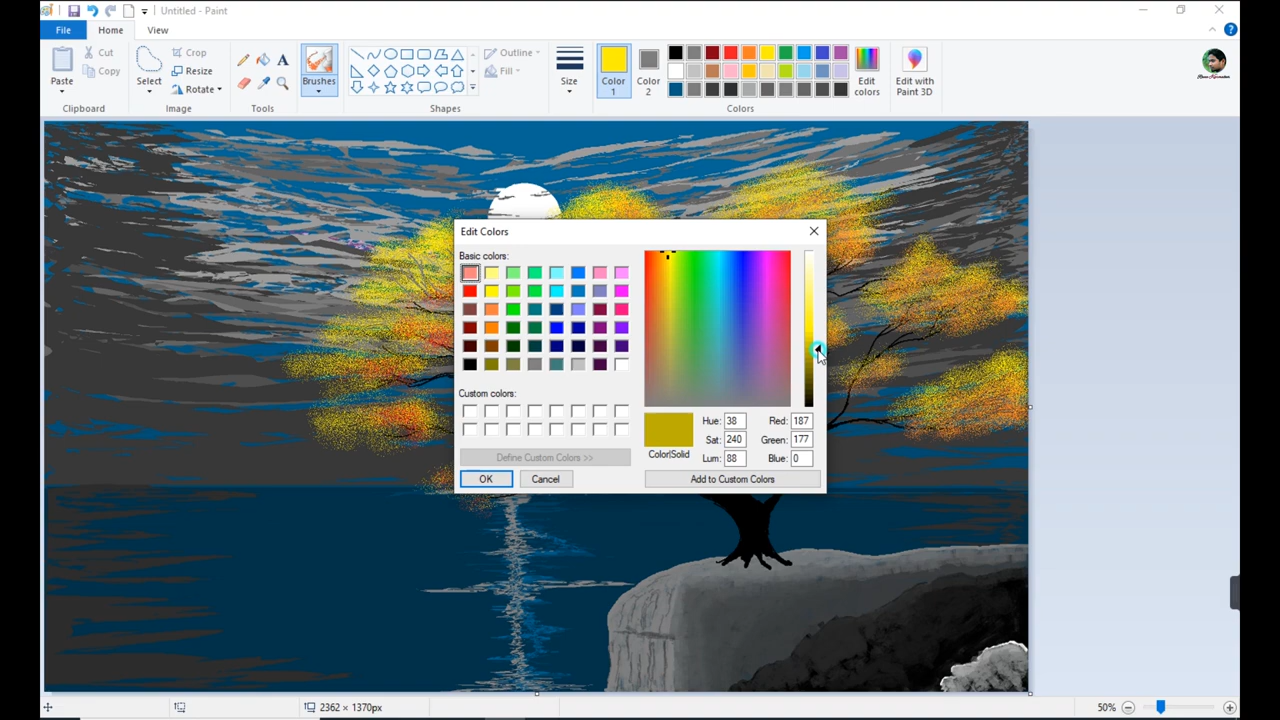 Untitled - Paint
File
Home
View
Paste
Cut
Copy
Clipboard
Select
Crop
Resize
Rotate
Image
A
Tools
Brushes
Outline
Fill
Shapes
Size
Color 1
Color 2
Edit colors
Colors
Edit with Paint 3D
Edit Colors
Basic colors:
Custom colors:
Define Custom Colors >>
OK
Cancel
Color|Solid
Hue: 38
Sat: 240
Lum: 88
Red: 187
Green: 177
Blue: 0
Add to Custom Colors
2362 × 1370px
50%